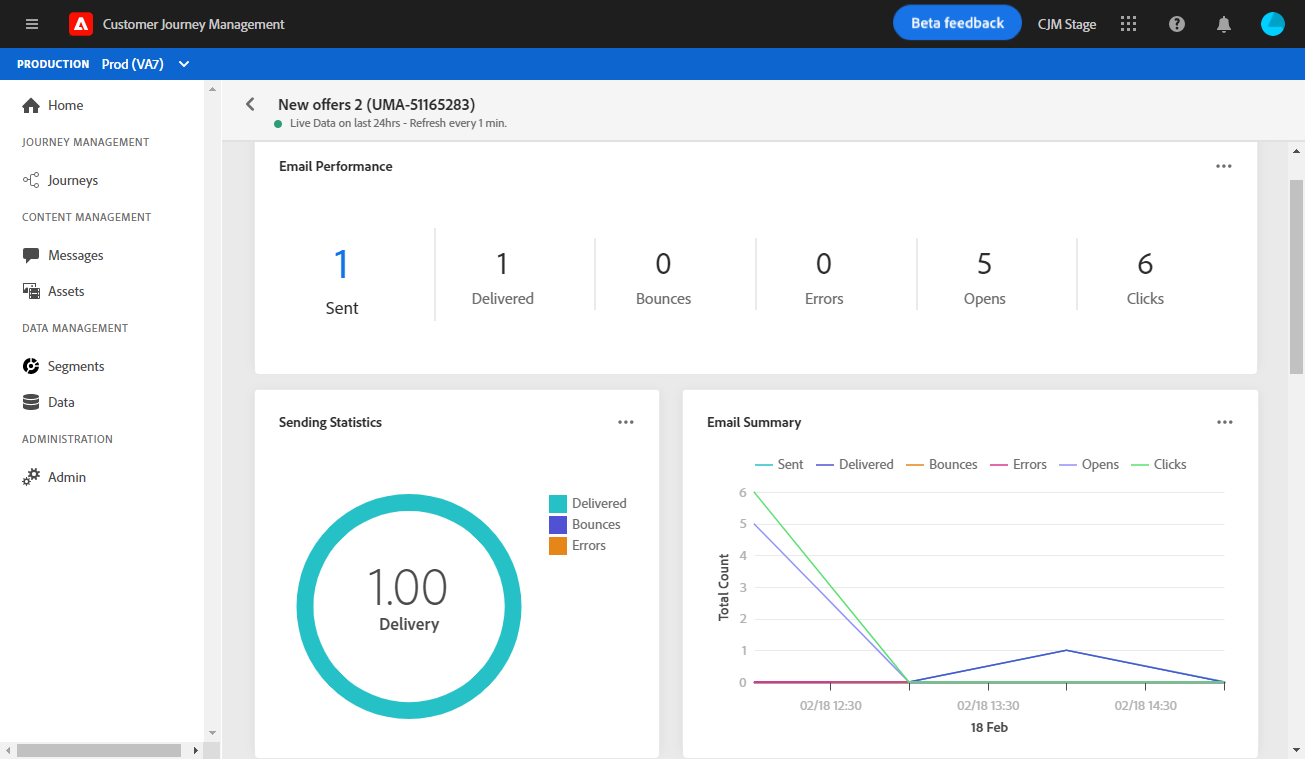 Customer Journey Management
Beta feedback
CJM Stage
PRODUCTION Prod (VA7)
Home
JOURNEY MANAGEMENT
Journeys
CONTENT MANAGEMENT
Messages
Assets
DATA MANAGEMENT
Segments
Data
ADMINISTRATION
Admin
New offers 2 (UMA-51165283)
Live Data on last 24hrs - Refresh every 1 min.
Email Performance
1
Sent
1
Delivered
0
Bounces
0
Errors
5
Opens
6
Clicks
Sending Statistics
Delivered
Bounces
Errors
1.00
Delivery
Email Summary
Sent Delivered Bounces Errors Opens Clicks
Total Count
6
5
4
3
2
1
0
02/18 12:30 02/18 13:30 02/18 14:30
18 Feb